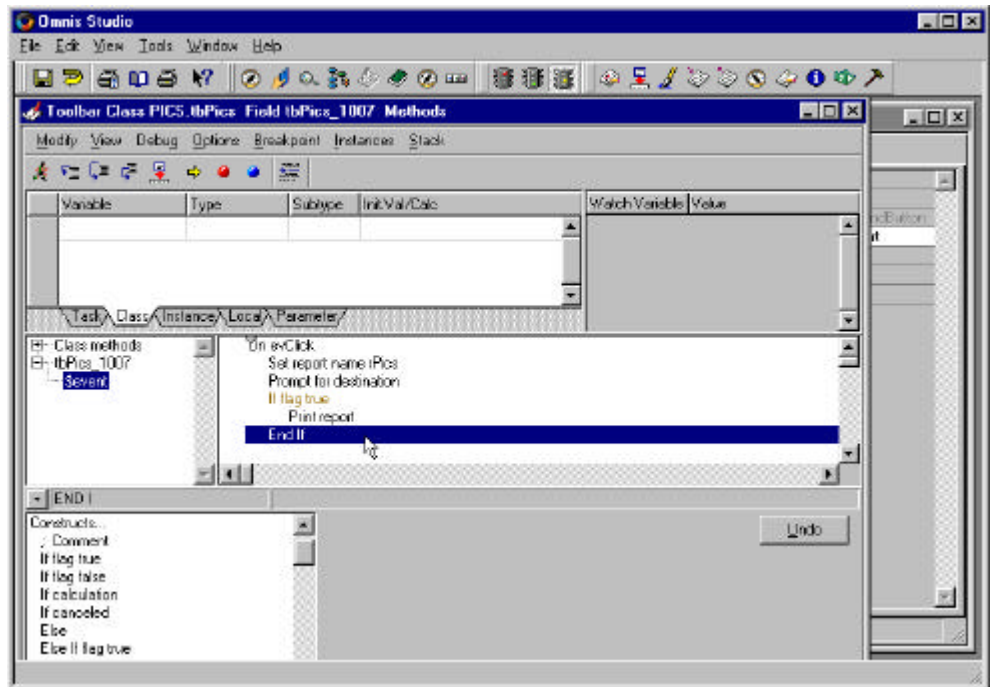 Omnis Studio
File Edit View Tools Window Help
Toolbar Class PICS.tbPics Field tbPics_1007 Methods
Modify View Debug Options Breakpoint Instances Stack
Variable Type Subtype Init.Val/Calc Watch Variable Value
Task Class Instance Local Parameter
Class methods
tbPics_1007
$event
On evClick
Set report name rPics
Prompt for destination
If flag true
Print report
End If
END I
Constructs...
; Comment
If flag true
If flag false
If calculation
If canceled
Else
Else If flag true
Undo